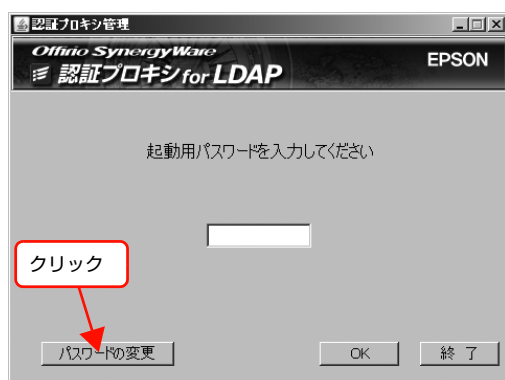 認証プロキシ管理
Offirio SynergyWare
認証プロキシ for LDAP
EPSON
起動用パスワードを入力してください
クリック
パスワードの変更
OK
終 了